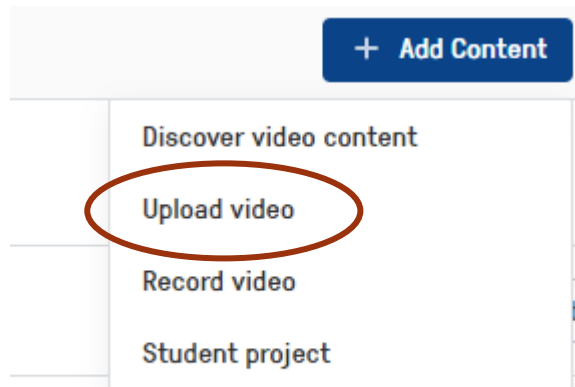 + Add Content
Discover video content
Upload video
Record video
Student project